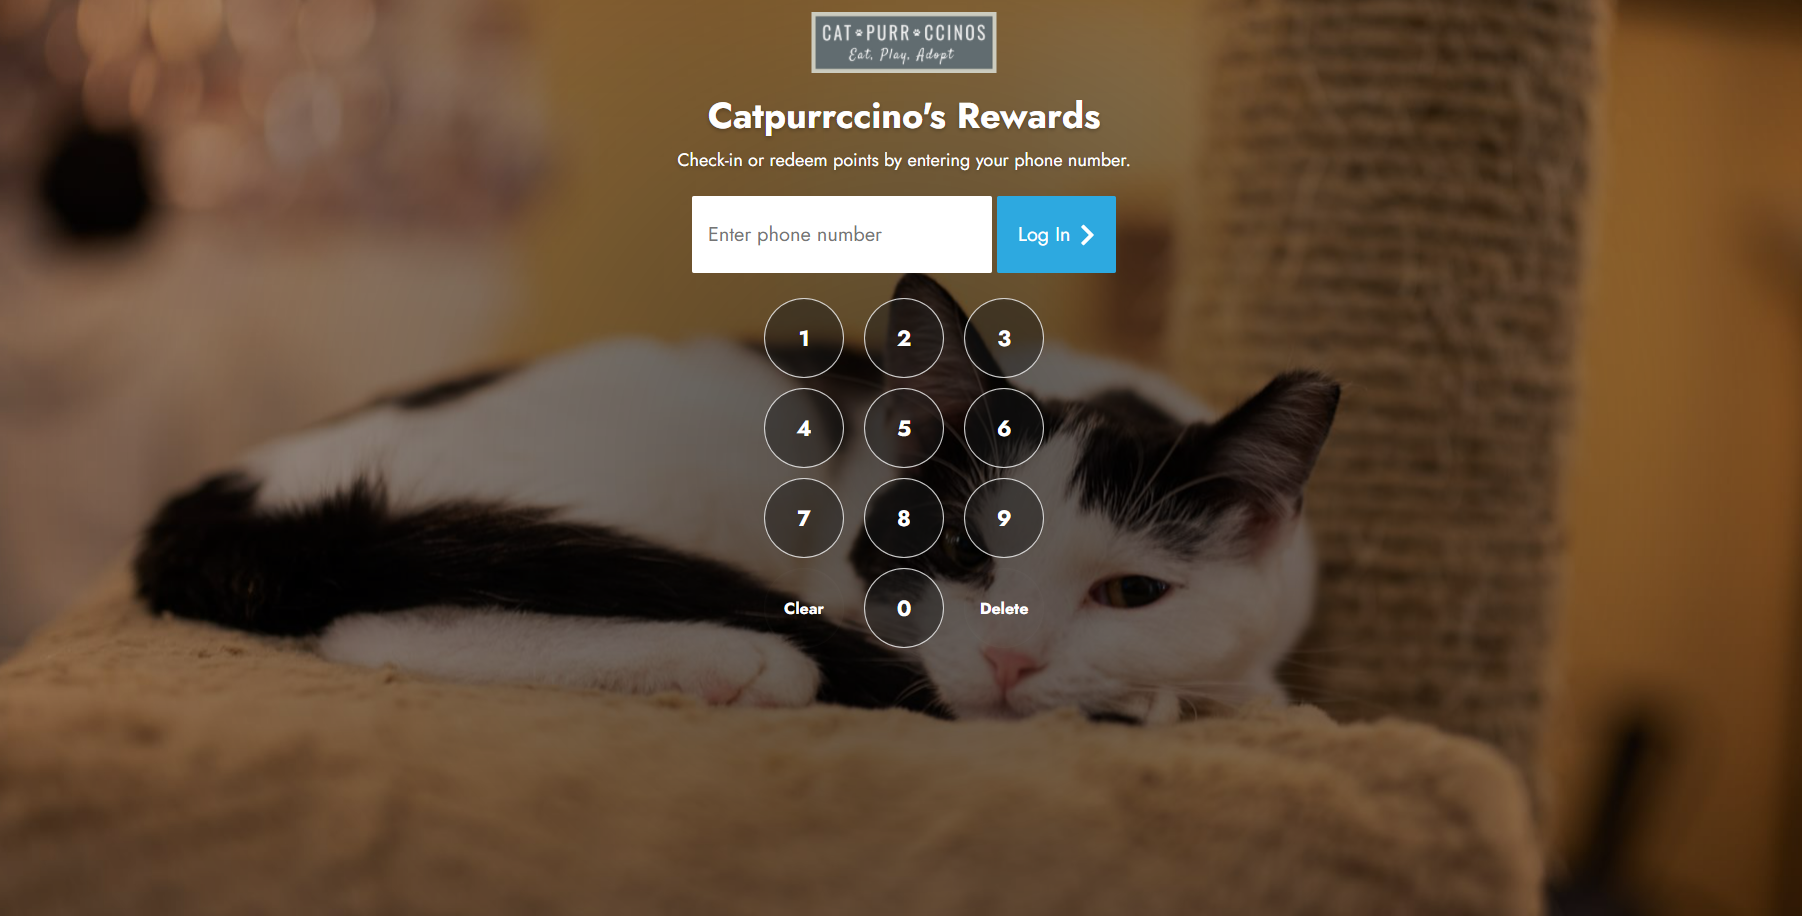 CAT PURR CCINOS
Eat, Play, Adopt
Catpurrccino's Rewards
Check-in or redeem points by entering your phone number.
Enter phone number
Log In
1 2 3
4 5 6
7 8 9
Clear 0 Delete